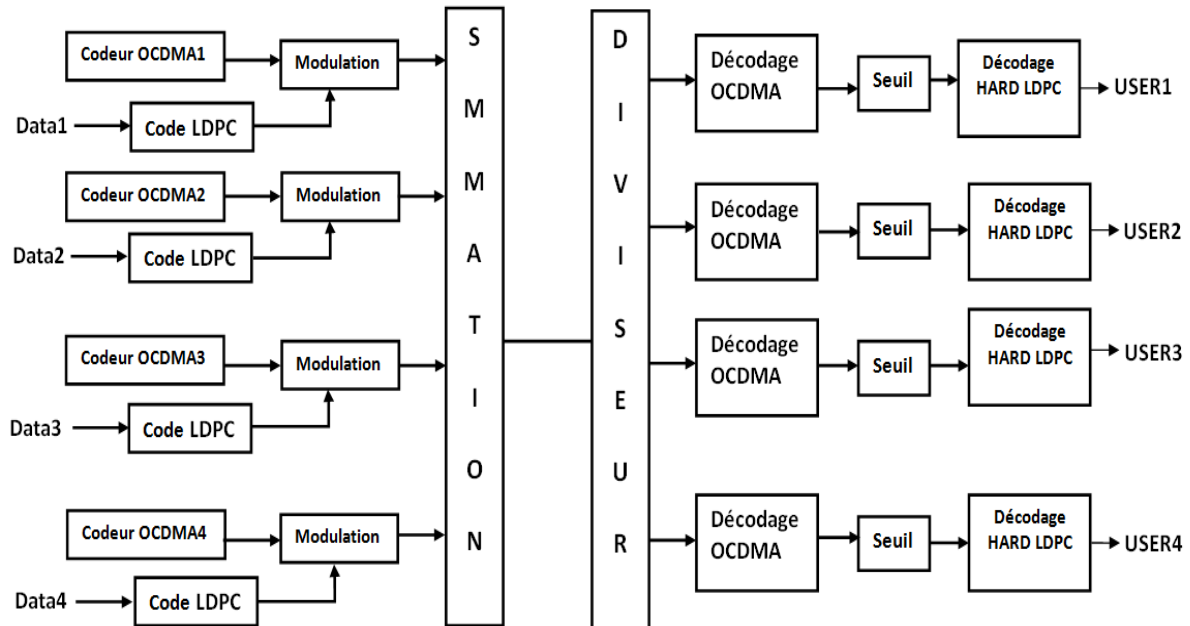 Codeur OCDMA1
Modulation
Data1
Code LDPC
Codeur OCDMA2
Modulation
Data2
Code LDPC
Codeur OCDMA3
Modulation
Data3
Code LDPC
Codeur OCDMA4
Modulation
Data4
Code LDPC
S
M
M
A
T
I
O
N
D
I
V
I
S
E
U
R
Décodage
OCDMA
Seuil
Décodage
HARD LDPC
USER1
Décodage
OCDMA
Seuil
Décodage
HARD LDPC
USER2
Décodage
OCDMA
Seuil
Décodage
HARD LDPC
USER3
Décodage
OCDMA
Seuil
Décodage
HARD LDPC
USER4